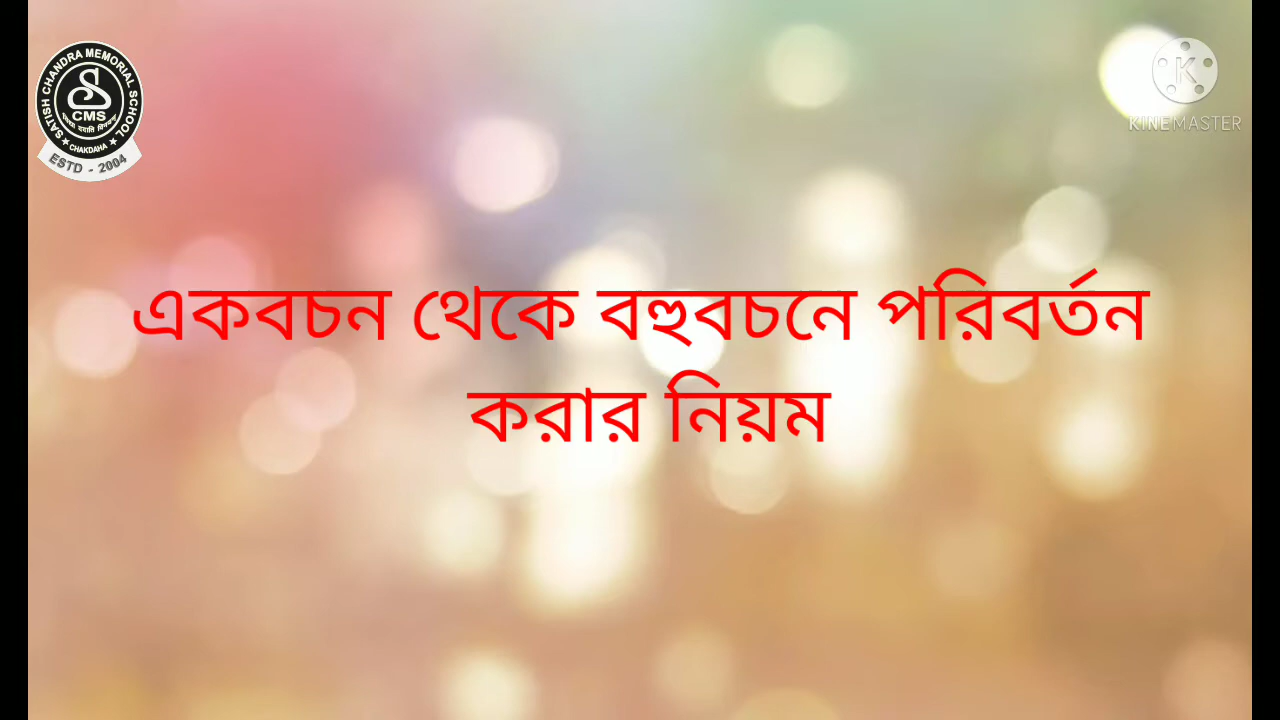 SATISH CHANDRA MEMORIAL SCHOOL
CMS
CHAKDAHA
ESTD - 2004
KINEMASTER
একবচন থেকে বহুবচনে পরিবর্তন
করার নিয়ম